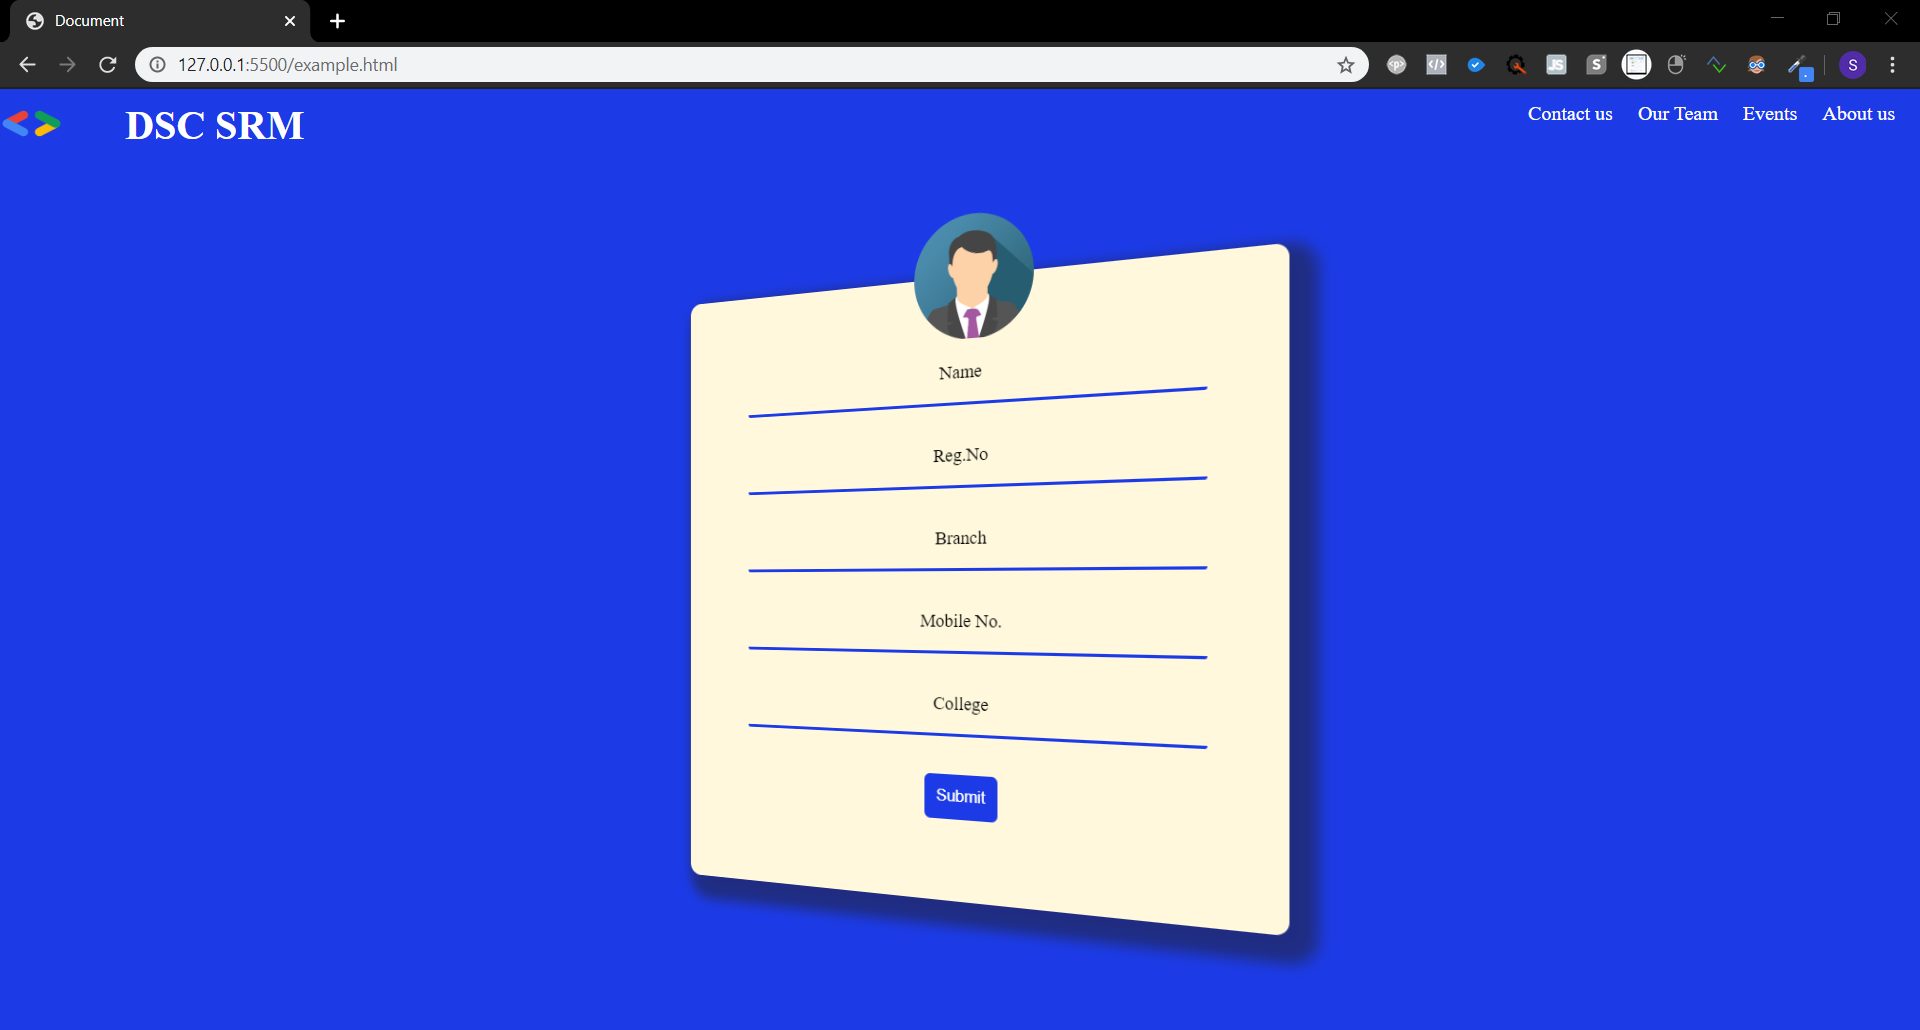 Document
127.0.0.1:5500/example.html
<p>
</>
JS
S
S
DSC SRM
Contact us
Our Team
Events
About us
Name
Reg.No
Branch
Mobile No.
College
Submit